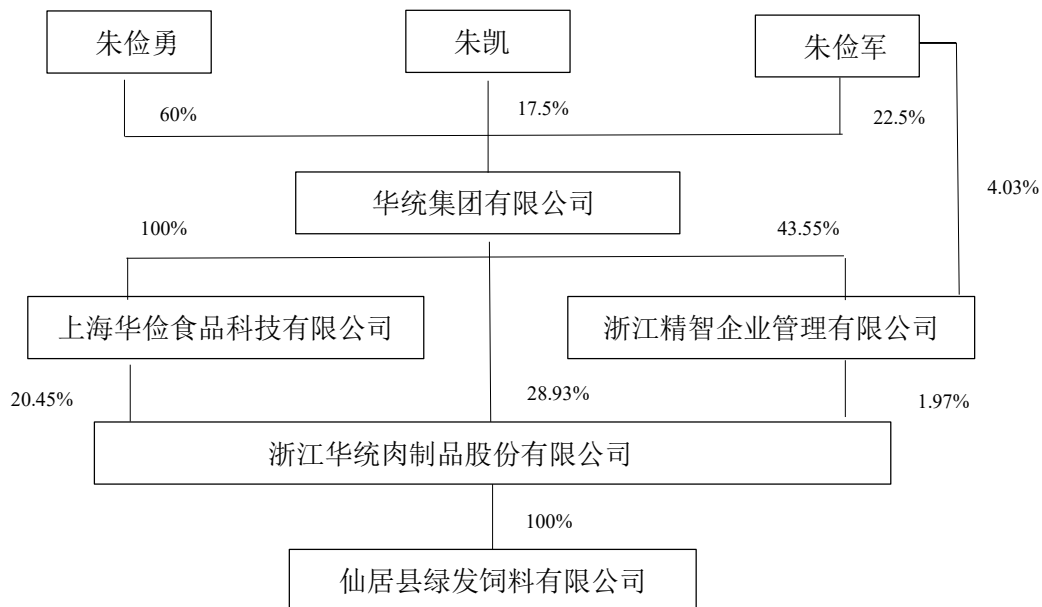 朱俭勇
朱凯
朱俭军
60%
17.5%
22.5%
4.03%
华统集团有限公司
100%
43.55%
上海华俭食品科技有限公司
浙江精智企业管理有限公司
20.45%
28.93%
1.97%
浙江华统肉制品股份有限公司
100%
仙居县绿发饲料有限公司